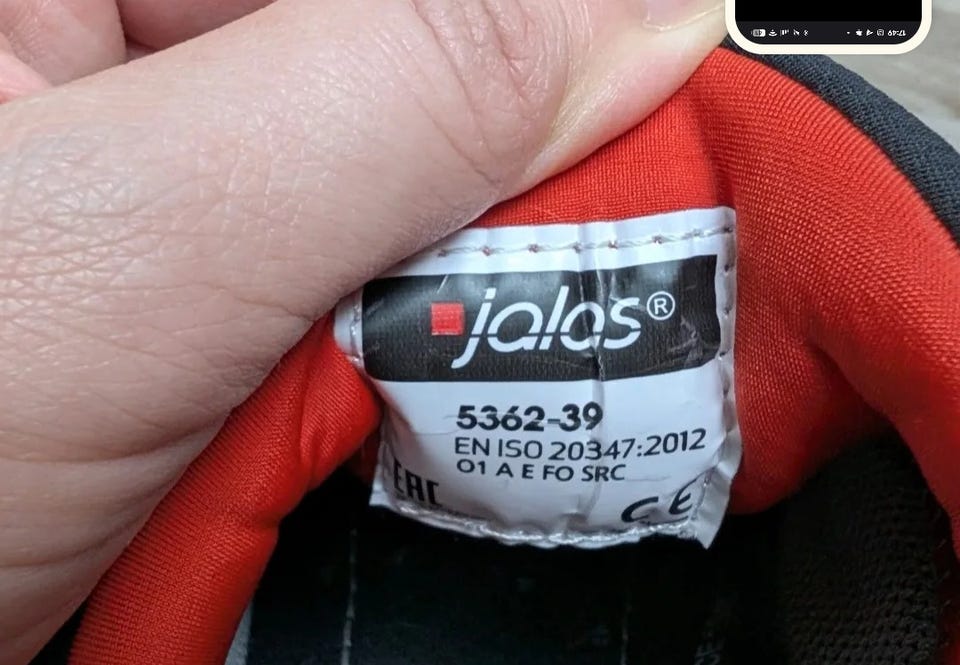 jalas®
5362-39
EN ISO 20347:2012
O1 A E FO SRC
EAC
CE